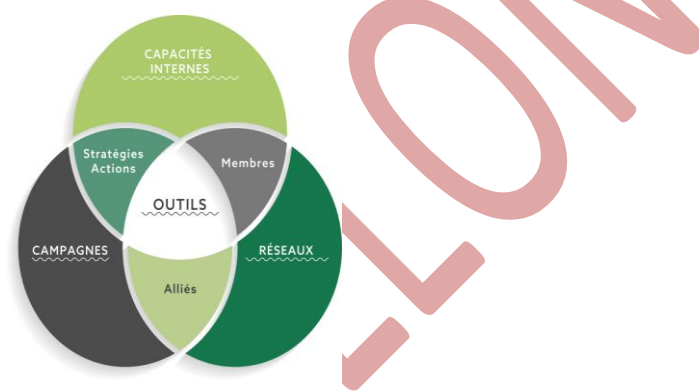 CAPACITÉS
INTERNES
Stratégies
Actions
Membres
OUTILS
CAMPAGNES
RÉSEAUX
Alliés